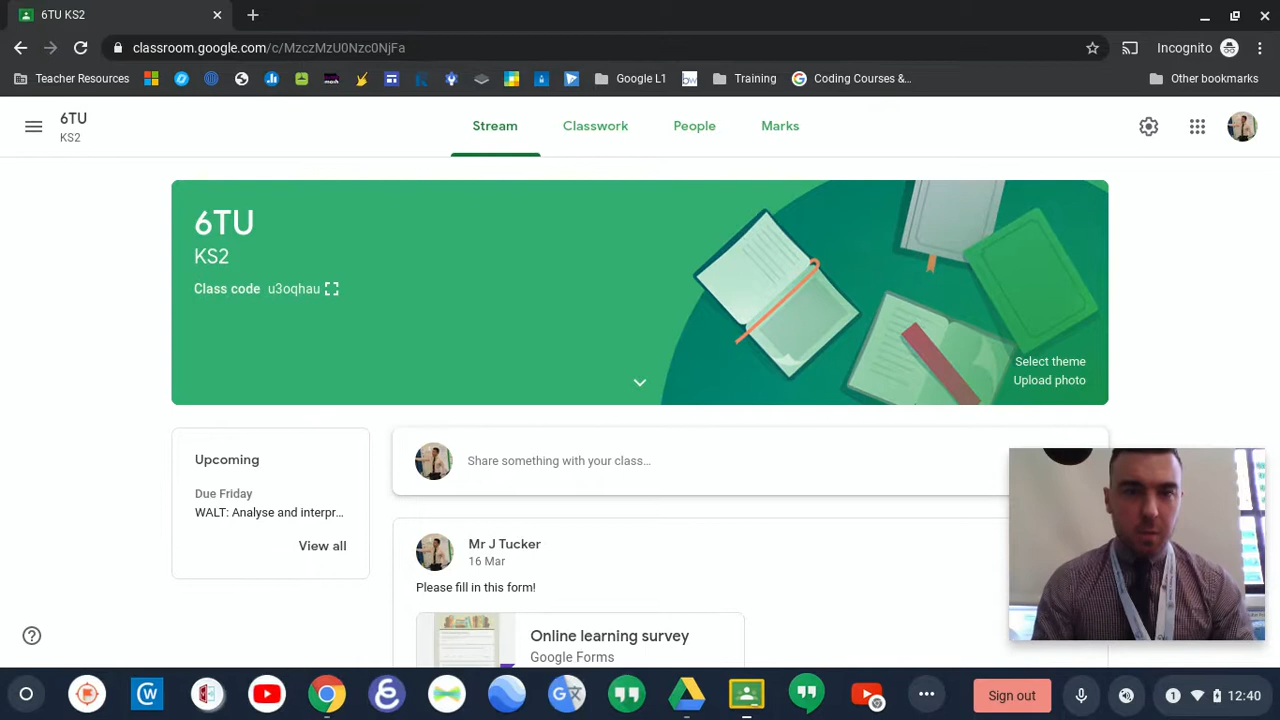 6TU KS2
classroom.google.com/c/MzczMzU0Nzc0NjFa
Incognito
Teacher Resources
Google L1
bw
Training
Coding Courses &...
Other bookmarks
6TU
KS2
Stream
Classwork
People
Marks
6TU
KS2
Class code u3oqhau
Select theme
Upload photo
Upcoming
Due Friday
WALT: Analyse and interpr...
View all
Share something with your class...
Mr J Tucker
16 Mar
Please fill in this form!
Online learning survey
Google Forms
Sign out
1
12:40